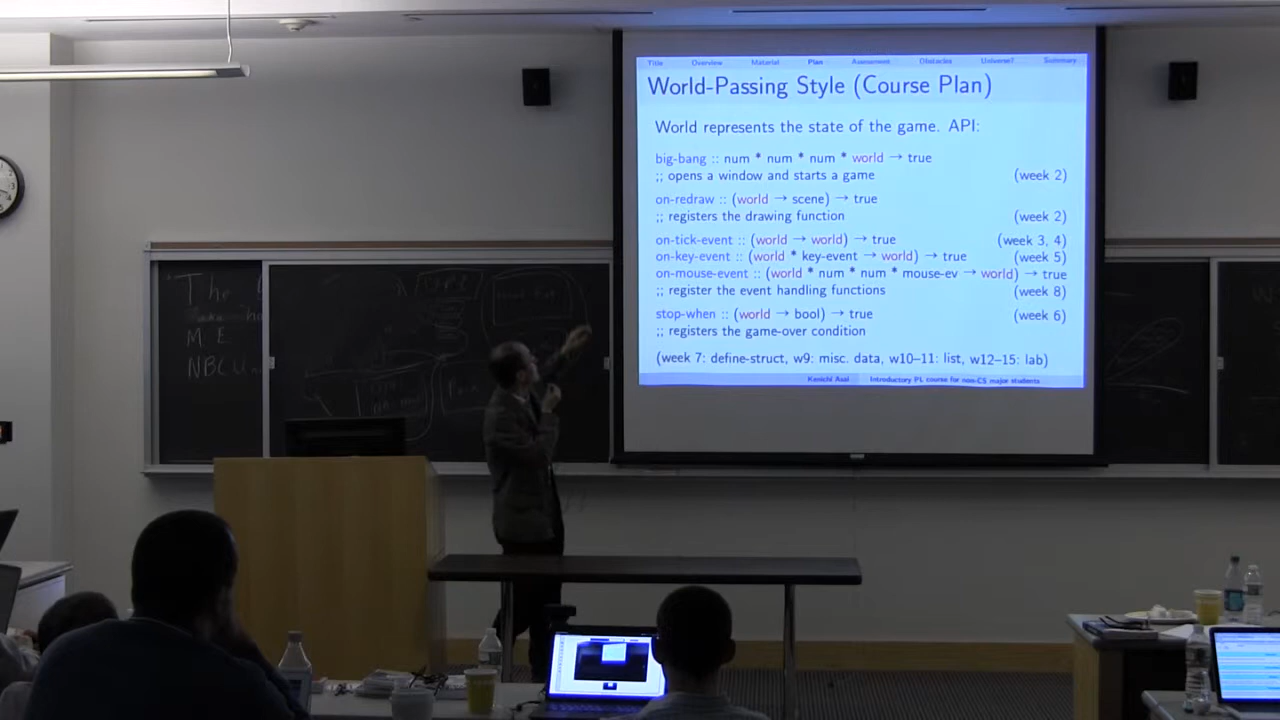 Title Overview Material Plan Assessment Obstacles Universe? Summary
World-Passing Style (Course Plan)
World represents the state of the game. API:
big-bang :: num * num * num * world → true
;; opens a window and starts a game (week 2)
on-redraw :: (world → scene) → true
;; registers the drawing function (week 2)
on-tick-event :: (world → world) → true (week 3, 4)
on-key-event :: (world * key-event → world) → true (week 5)
on-mouse-event :: (world * num * num * mouse-ev → world) → true
;; register the event handling functions (week 8)
stop-when :: (world → bool) → true (week 6)
;; registers the game-over condition
(week 7: define-struct, w9: misc. data, w10–11: list, w12–15: lab)
Kenichi Asai Introductory PL course for non-CS major students
The
M E
NBCU